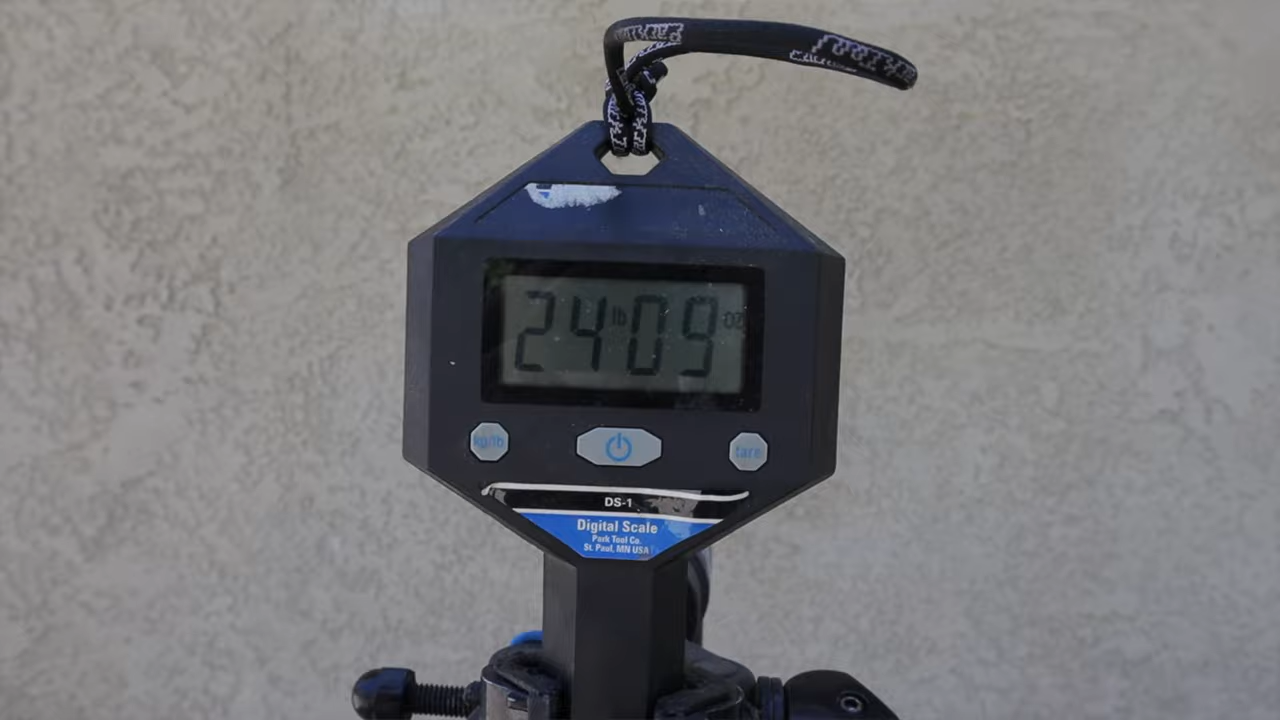 24 lb 09 oz
kg/lb
tare
DS-1
Digital Scale
Park Tool Co.
St. Paul, MN USA